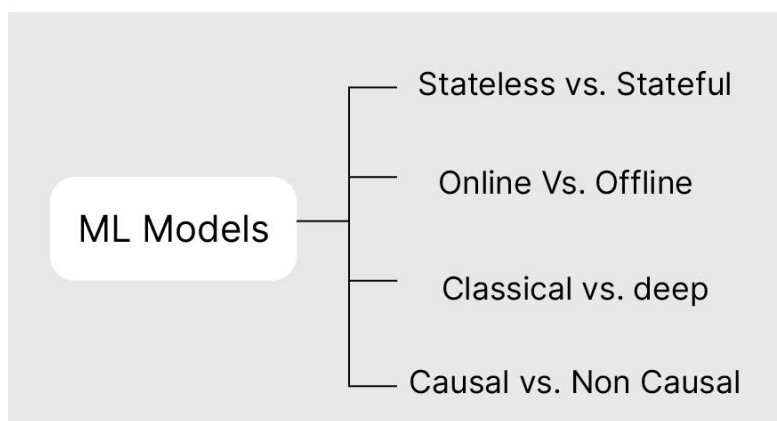 ML Models
Stateless vs. Stateful
Online Vs. Offline
Classical vs. deep
Causal vs. Non Causal